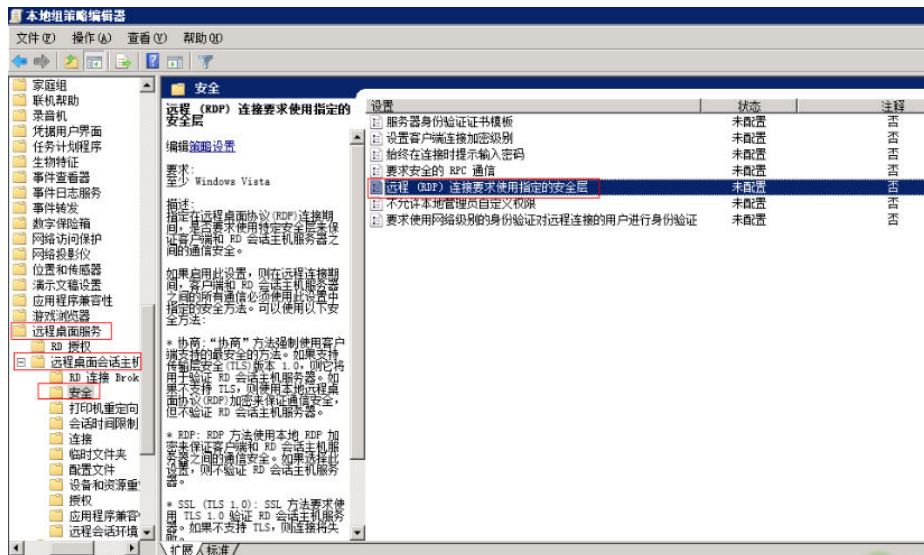 本地组策略编辑器
文件(F) 操作(A) 查看(V) 帮助(H)
家庭组
联机帮助
录音机
凭据用户界面
任务计划程序
生物特征
事件查看器
事件日志服务
事件转发
数字保险箱
网络访问保护
网络投影仪
位置和传感器
演示文稿设置
应用程序兼容性
游戏浏览器
远程桌面服务
RD 授权
远程桌面会话主机
RD 连接 Brok
安全
打印机重定向
会话时间限制
连接
临时文件夹
配置文件
设备和资源重
授权
应用程序兼容
远程会话环境
安全
远程 (RDP) 连接要求使用指定的
安全层
编辑策略设置
要求:
至少 Windows Vista
描述:
指定在远程桌面协议(RDP)连接期
间，是否要求使用特定安全层来保
证客户端和 RD 会话主机服务器之
间的通信安全。
如果启用此设置，则在远程连接期
间，客户端和 RD 会话主机服务器
之间的所有通信必须使用此设置中
指定的安全方法。可以使用以下安
全方法:
* 协商:“协商”方法强制使用客户
端支持的最安全的方法。如果支持
传输层安全(TLS)版本 1.0，则它将
用于验证 RD 会话主机服务器。如
果不支持 TLS，则使用本地远程桌
面协议(RDP)加密来保证通信安全，
但不验证 RD 会话主机服务器。
* RDP: RDP 方法使用本地 RDP 加
密来保证客户端和 RD 会话主机服
务器之间的通信安全。如果选择此
设置，则不验证 RD 会话主机服务
器。
* SSL (TLS 1.0): SSL 方法要求使
用 TLS 1.0 验证 RD 会话主机服务
器。如果不支持 TLS，则连接将失
败。
设置 状态 注释
服务器身份验证证书模板 未配置 否
设置客户端连接加密级别 未配置 否
始终在连接时提示输入密码 未配置 否
要求安全的 RPC 通信 未配置 否
远程 (RDP) 连接要求使用指定的安全层 未配置 否
不允许本地管理员自定义权限 未配置 否
要求使用网络级别的身份验证对远程连接的用户进行身份验证 未配置 否
扩展 标准